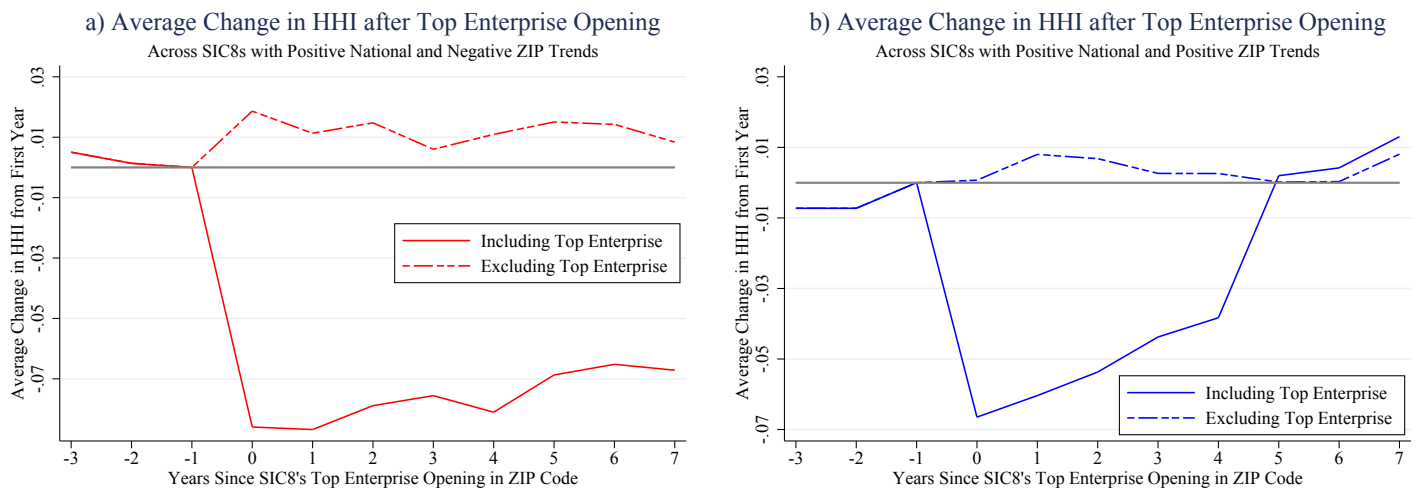 a) Average Change in HHI after Top Enterprise Opening
Across SIC8s with Positive National and Negative ZIP Trends
Average Change in HHI from First Year
.03
.01
-.01
-.03
-.05
-.07
Including Top Enterprise
Excluding Top Enterprise
-3 -2 -1 0 1 2 3 4 5 6 7
Years Since SIC8's Top Enterprise Opening in ZIP Code
b) Average Change in HHI after Top Enterprise Opening
Across SIC8s with Positive National and Positive ZIP Trends
Average Change in HHI from First Year
.03
.01
-.01
-.03
-.05
-.07
Including Top Enterprise
Excluding Top Enterprise
-3 -2 -1 0 1 2 3 4 5 6 7
Years Since SIC8's Top Enterprise Opening in ZIP Code